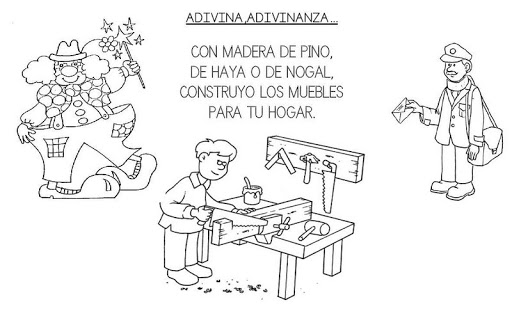 ADIVINA,ADIVINANZA...
CON MADERA DE PINO,
DE HAYA O DE NOGAL,
CONSTRUYO LOS MUEBLES
PARA TU HOGAR.